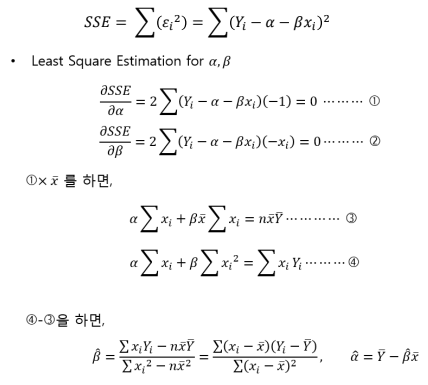 SSE = ∑(εᵢ²) = ∑(Yᵢ − α − βxᵢ)²
• Least Square Estimation for α, β
∂SSE/∂α = 2∑(Yᵢ − α − βxᵢ)(−1) = 0 ⋯⋯⋯ ①
∂SSE/∂β = 2∑(Yᵢ − α − βxᵢ)(−xᵢ) = 0 ⋯⋯⋯ ②
①× x̄ 를 하면,
α∑xᵢ + βx̄∑xᵢ = nx̄Ȳ ⋯⋯⋯⋯ ③
α∑xᵢ + β∑xᵢ² = ∑xᵢYᵢ ⋯⋯⋯ ④
④-③을 하면,
β̂ = (∑xᵢYᵢ − nx̄Ȳ)/(∑xᵢ² − nx̄²) = ∑(xᵢ − x̄)(Yᵢ − Ȳ)/∑(xᵢ − x̄)², α̂ = Ȳ − β̂x̄